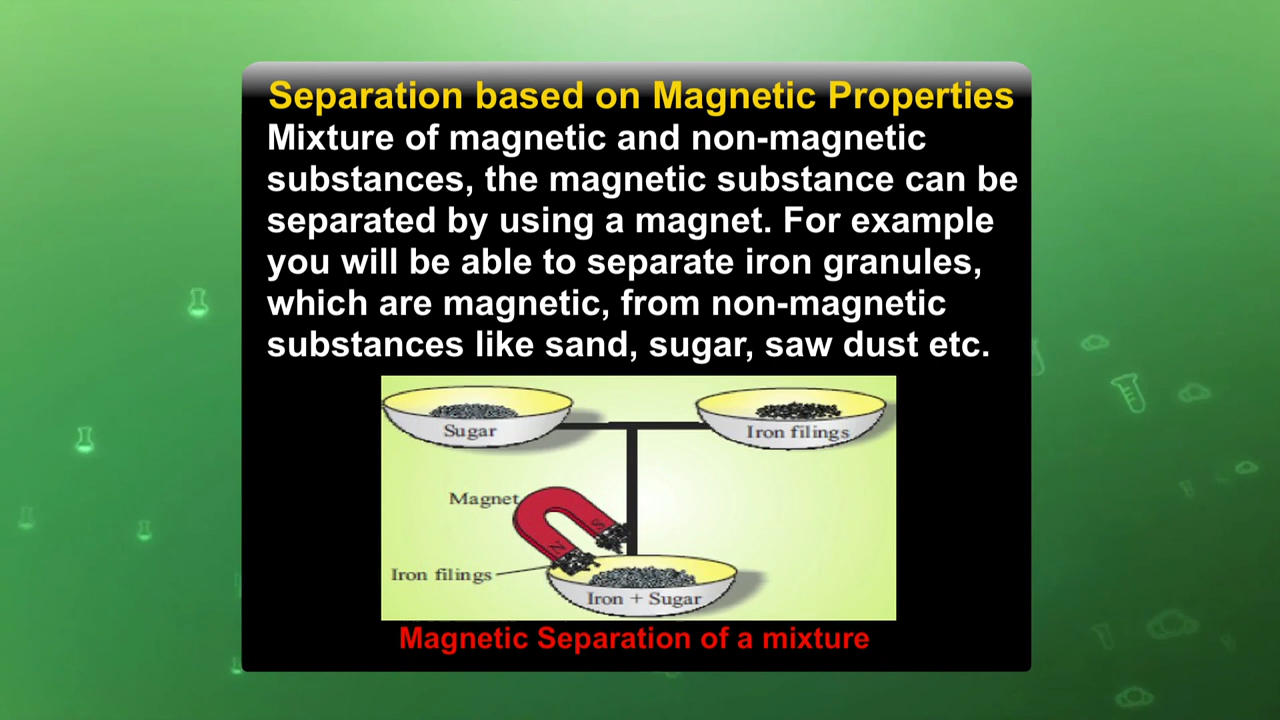 Separation based on Magnetic Properties
Mixture of magnetic and non-magnetic
substances, the magnetic substance can be
separated by using a magnet. For example
you will be able to separate iron granules,
which are magnetic, from non-magnetic
substances like sand, sugar, saw dust etc.
Sugar
Iron filings
Magnet
S
N
Iron filings
Iron + Sugar
Magnetic Separation of a mixture